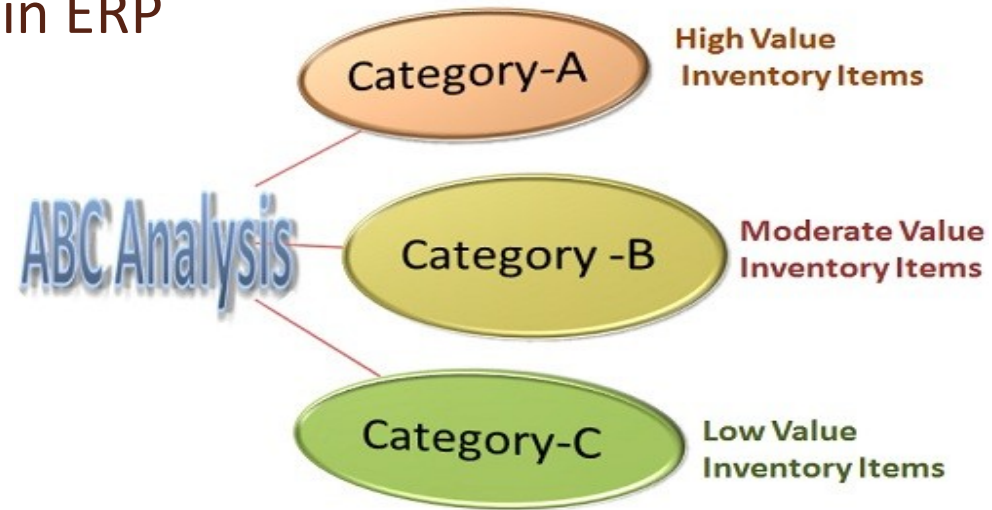 in ERP
Category-A
High Value
Inventory Items
ABC Analysis
Category -B
Moderate Value
Inventory Items
Category-C
Low Value
Inventory Items